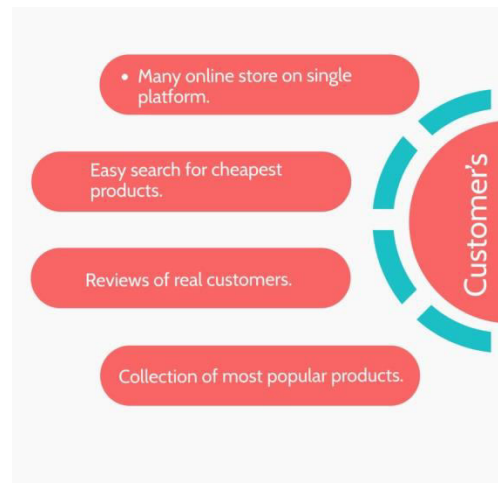 • Many online store on single
platform.
Easy search for cheapest
products.
Reviews of real customers.
Collection of most popular products.
Customer's